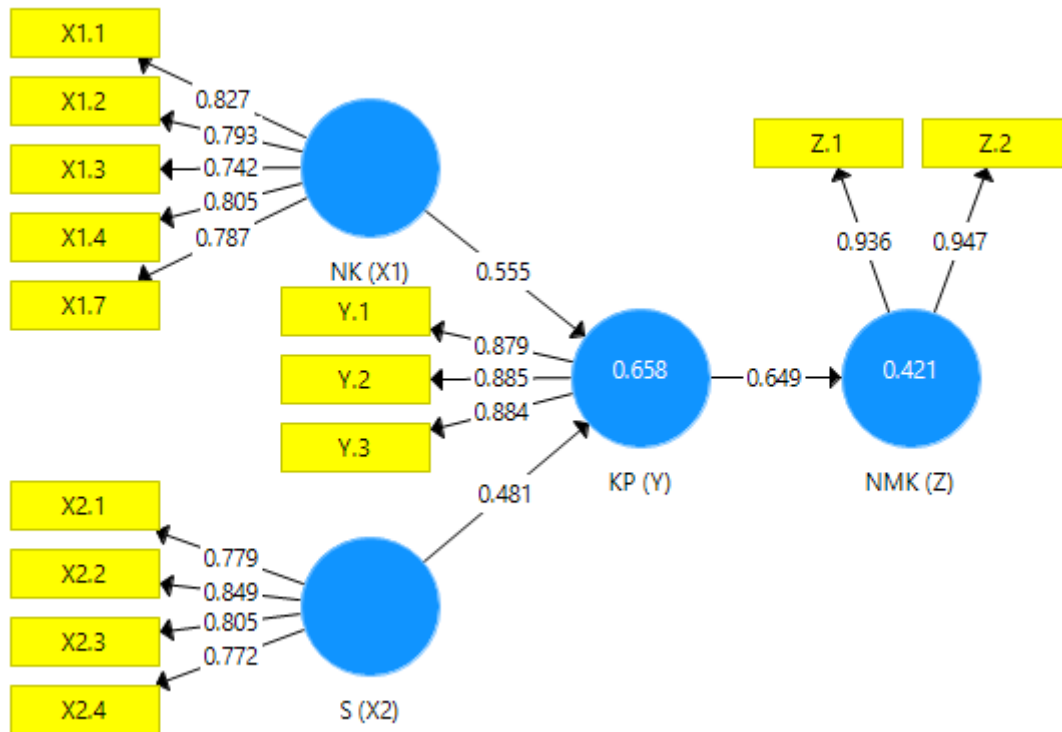 X1.1
X1.2
X1.3
X1.4
X1.7
0.827
0.793
0.742
0.805
0.787
NK (X1)
0.555
Y.1
Y.2
Y.3
0.879
0.885
0.884
0.658
KP (Y)
0.649
0.421
NMK (Z)
Z.1
Z.2
0.936
0.947
X2.1
X2.2
X2.3
X2.4
0.779
0.849
0.805
0.772
S (X2)
0.481